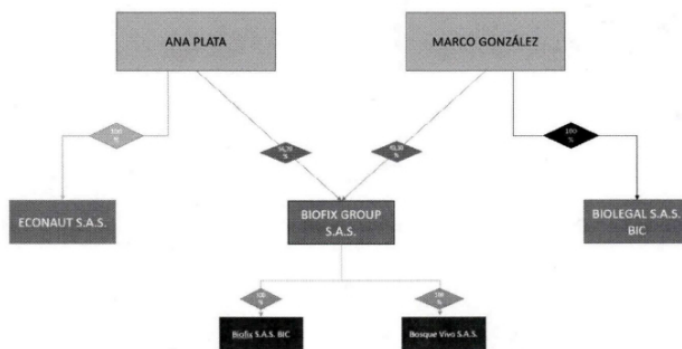 ANA PLATA
MARCO GONZÁLEZ
100
%
%
%
100
%
ECONAUT S.A.S.
BIOFIX GROUP
S.A.S.
BIOLEGAL S.A.S.
BIC
100
%
100
%
Biofix S.A.S. BIC
Bosque Vivo S.A.S.